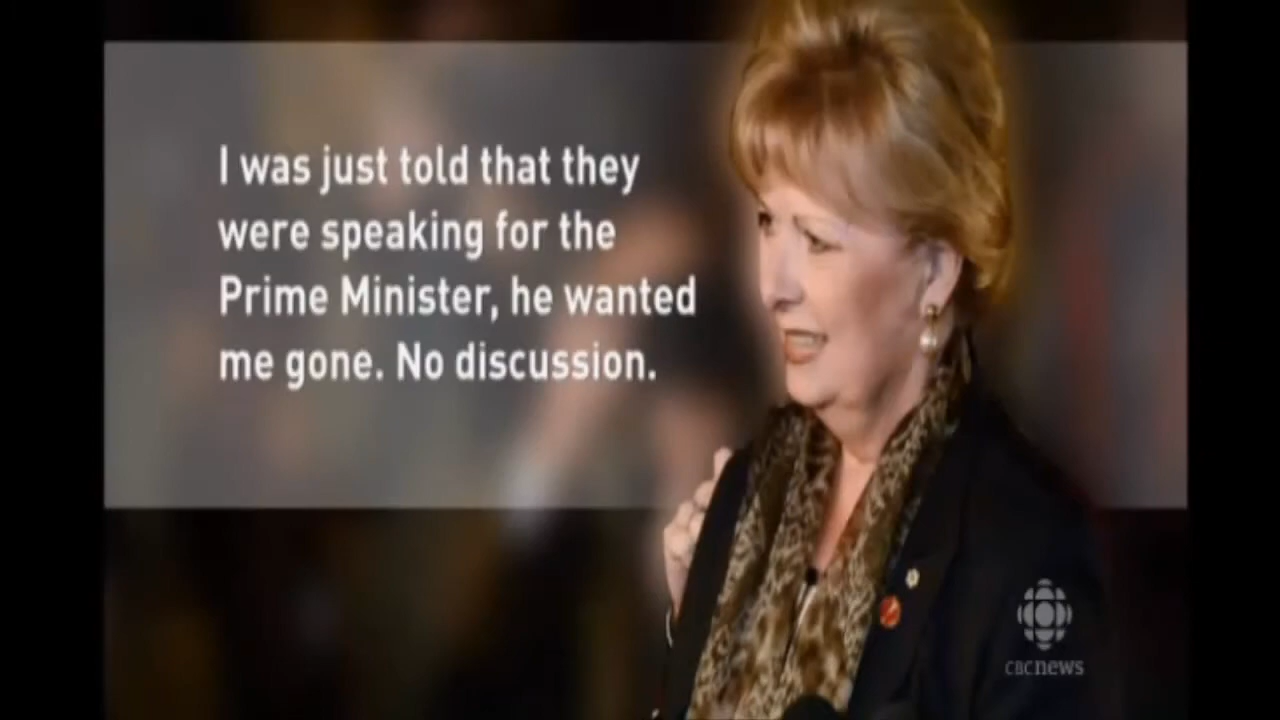 I was just told that they
were speaking for the
Prime Minister, he wanted
me gone. No discussion.
CBCnews